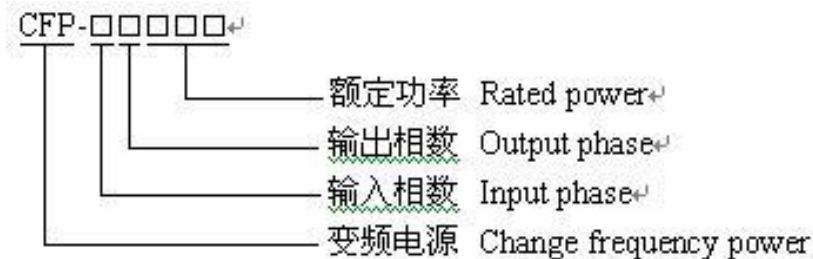 CFP-□□□□□↵
额定功率 Rated power↵
输出相数 Output phase↵
输入相数 Input phase↵
变频电源 Change frequency power